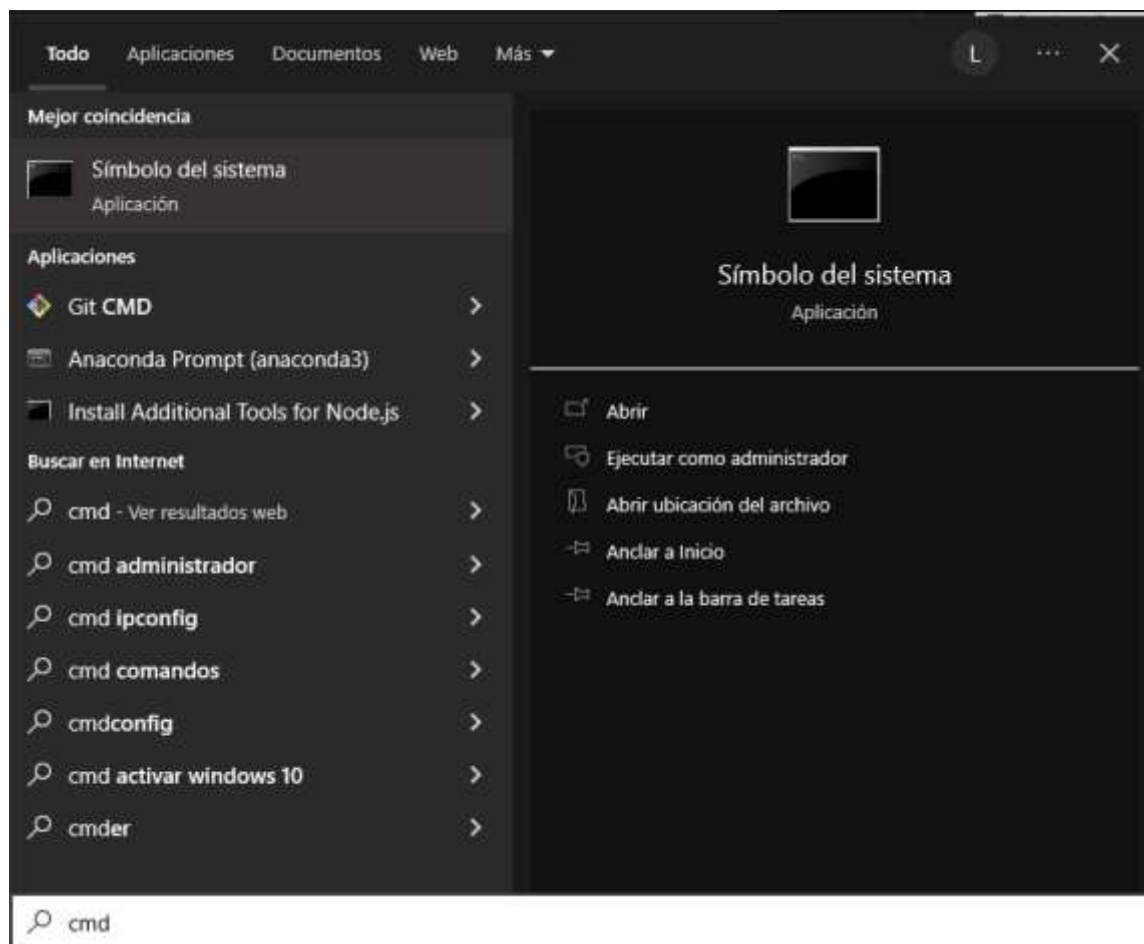 Todo Aplicaciones Documentos Web Más L ...
Mejor coincidencia
Símbolo del sistema
Aplicación
Aplicaciones
Git CMD
Anaconda Prompt (anaconda3)
Install Additional Tools for Node.js
Buscar en Internet
cmd - Ver resultados web
cmd administrador
cmd ipconfig
cmd comandos
cmdconfig
cmd activar windows 10
cmder
Símbolo del sistema
Aplicación
Abrir
Ejecutar como administrador
Abrir ubicación del archivo
Anclar a Inicio
Anclar a la barra de tareas
cmd